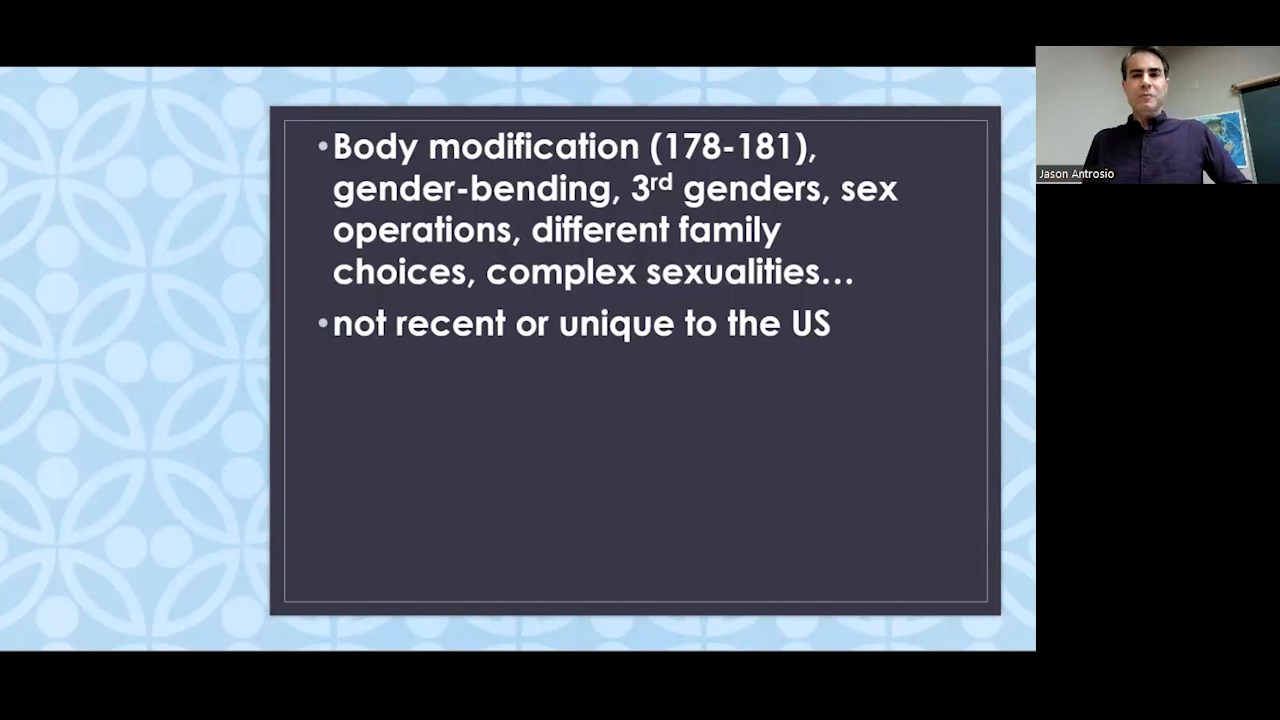 •Body modification (178-181),
gender-bending, 3rd genders, sex
operations, different family
choices, complex sexualities…
•not recent or unique to the US
Jason Antrosio